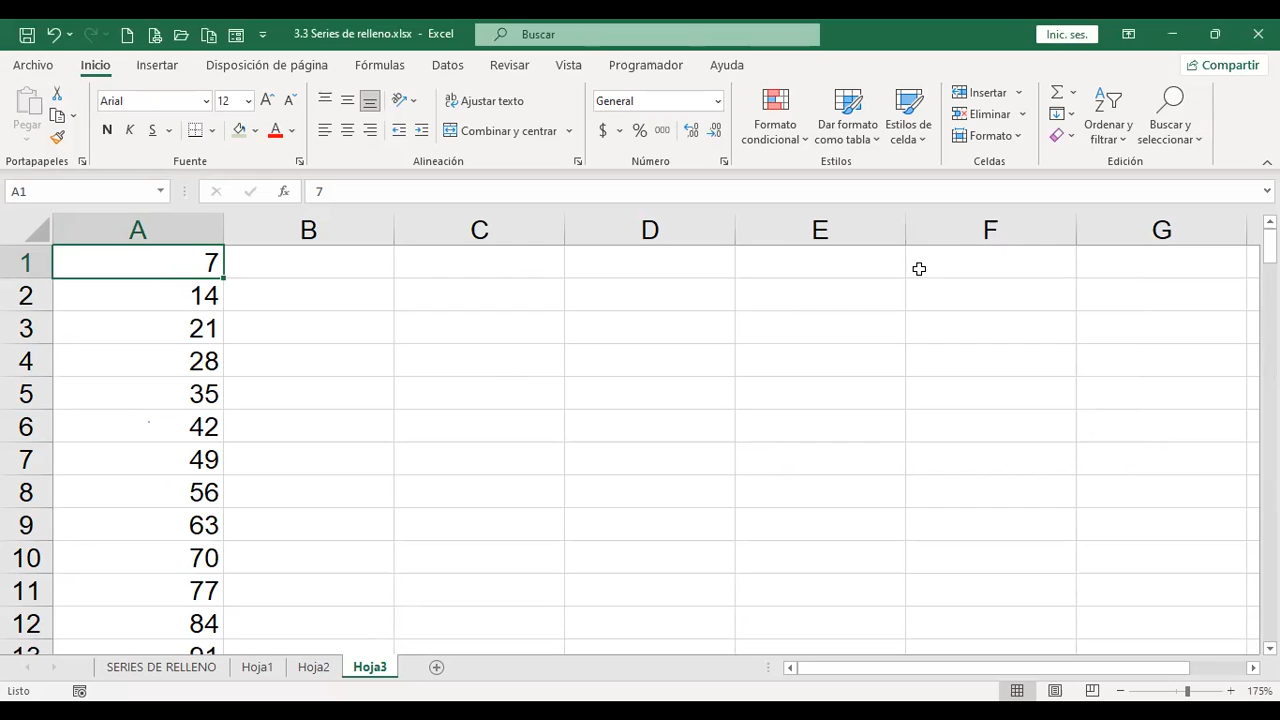 3.3 Series de relleno.xlsx - Excel
Buscar
Inic. ses.
Archivo Inicio Insertar Disposición de página Fórmulas Datos Revisar Vista Programador Ayuda
Compartir
Pegar
Portapapeles
Arial 12
N K S
Fuente
Ajustar texto
Combinar y centrar
Alineación
General
$ % 000
Número
Formato condicional
Dar formato como tabla
Estilos de celda
Estilos
Insertar
Eliminar
Formato
Celdas
Ordenar y filtrar
Buscar y seleccionar
Edición
A1 fx 7
A B C D E F G
1 7
2 14
3 21
4 28
5 35
6 42
7 49
8 56
9 63
10 70
11 77
12 84
13 91
SERIES DE RELLENO Hoja1 Hoja2 Hoja3
Listo 175%